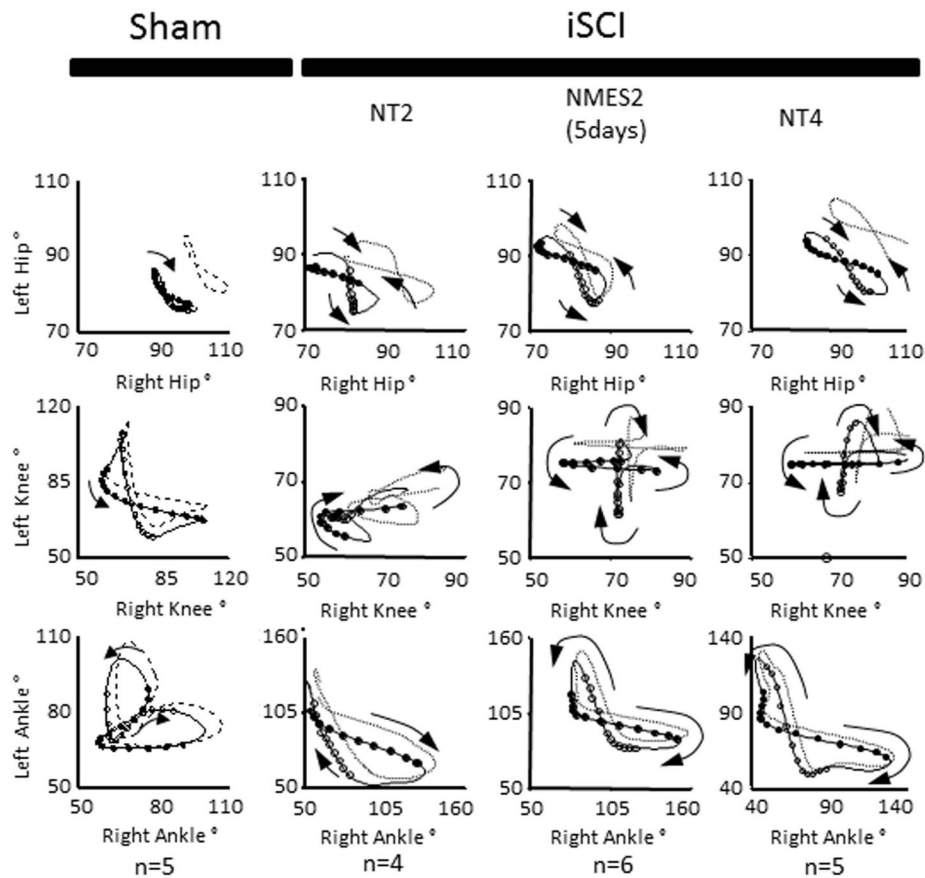 Sham iSCI
NT2 NMES2 (5days) NT4
Left Hip°
110 90 70
70 90 110
Right Hip°
110 90 70
70 90 110
Right Hip°
110 90 70
70 90 110
Right Hip°
110 90 70
70 90 110
Right Hip°
Left Knee°
120 85 50
50 85 120
Right Knee°
90 70 50
50 70 90
Right Knee°
90 70 50
50 70 90
Right Knee°
90 70 50
50 70 90
Right Knee°
Left Ankle°
110 80 50
50 80 110
Right Ankle°
n=5
160 105 50
50 105 160
Right Ankle°
n=4
160 105 50
50 105 160
Right Ankle°
n=6
140 90 40
40 90 140
Right Ankle°
n=5